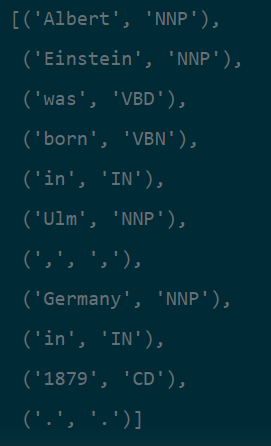 [('Albert', 'NNP'),
('Einstein', 'NNP'),
('was', 'VBD'),
('born', 'VBN'),
('in', 'IN'),
('Ulm', 'NNP'),
(',', ','),
('Germany', 'NNP'),
('in', 'IN'),
('1879', 'CD'),
('.', '.')]